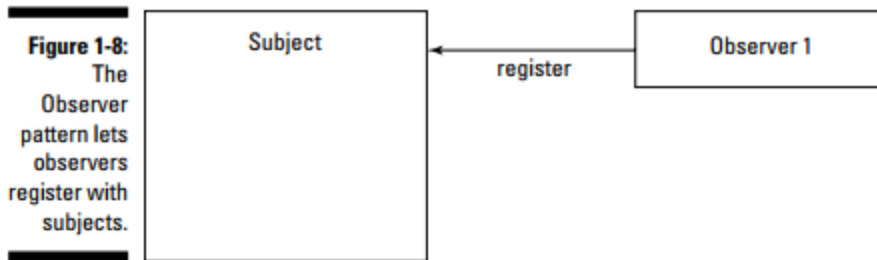 Figure 1-8:
The
Observer
pattern lets
observers
register with
subjects.
Subject
register
Observer 1